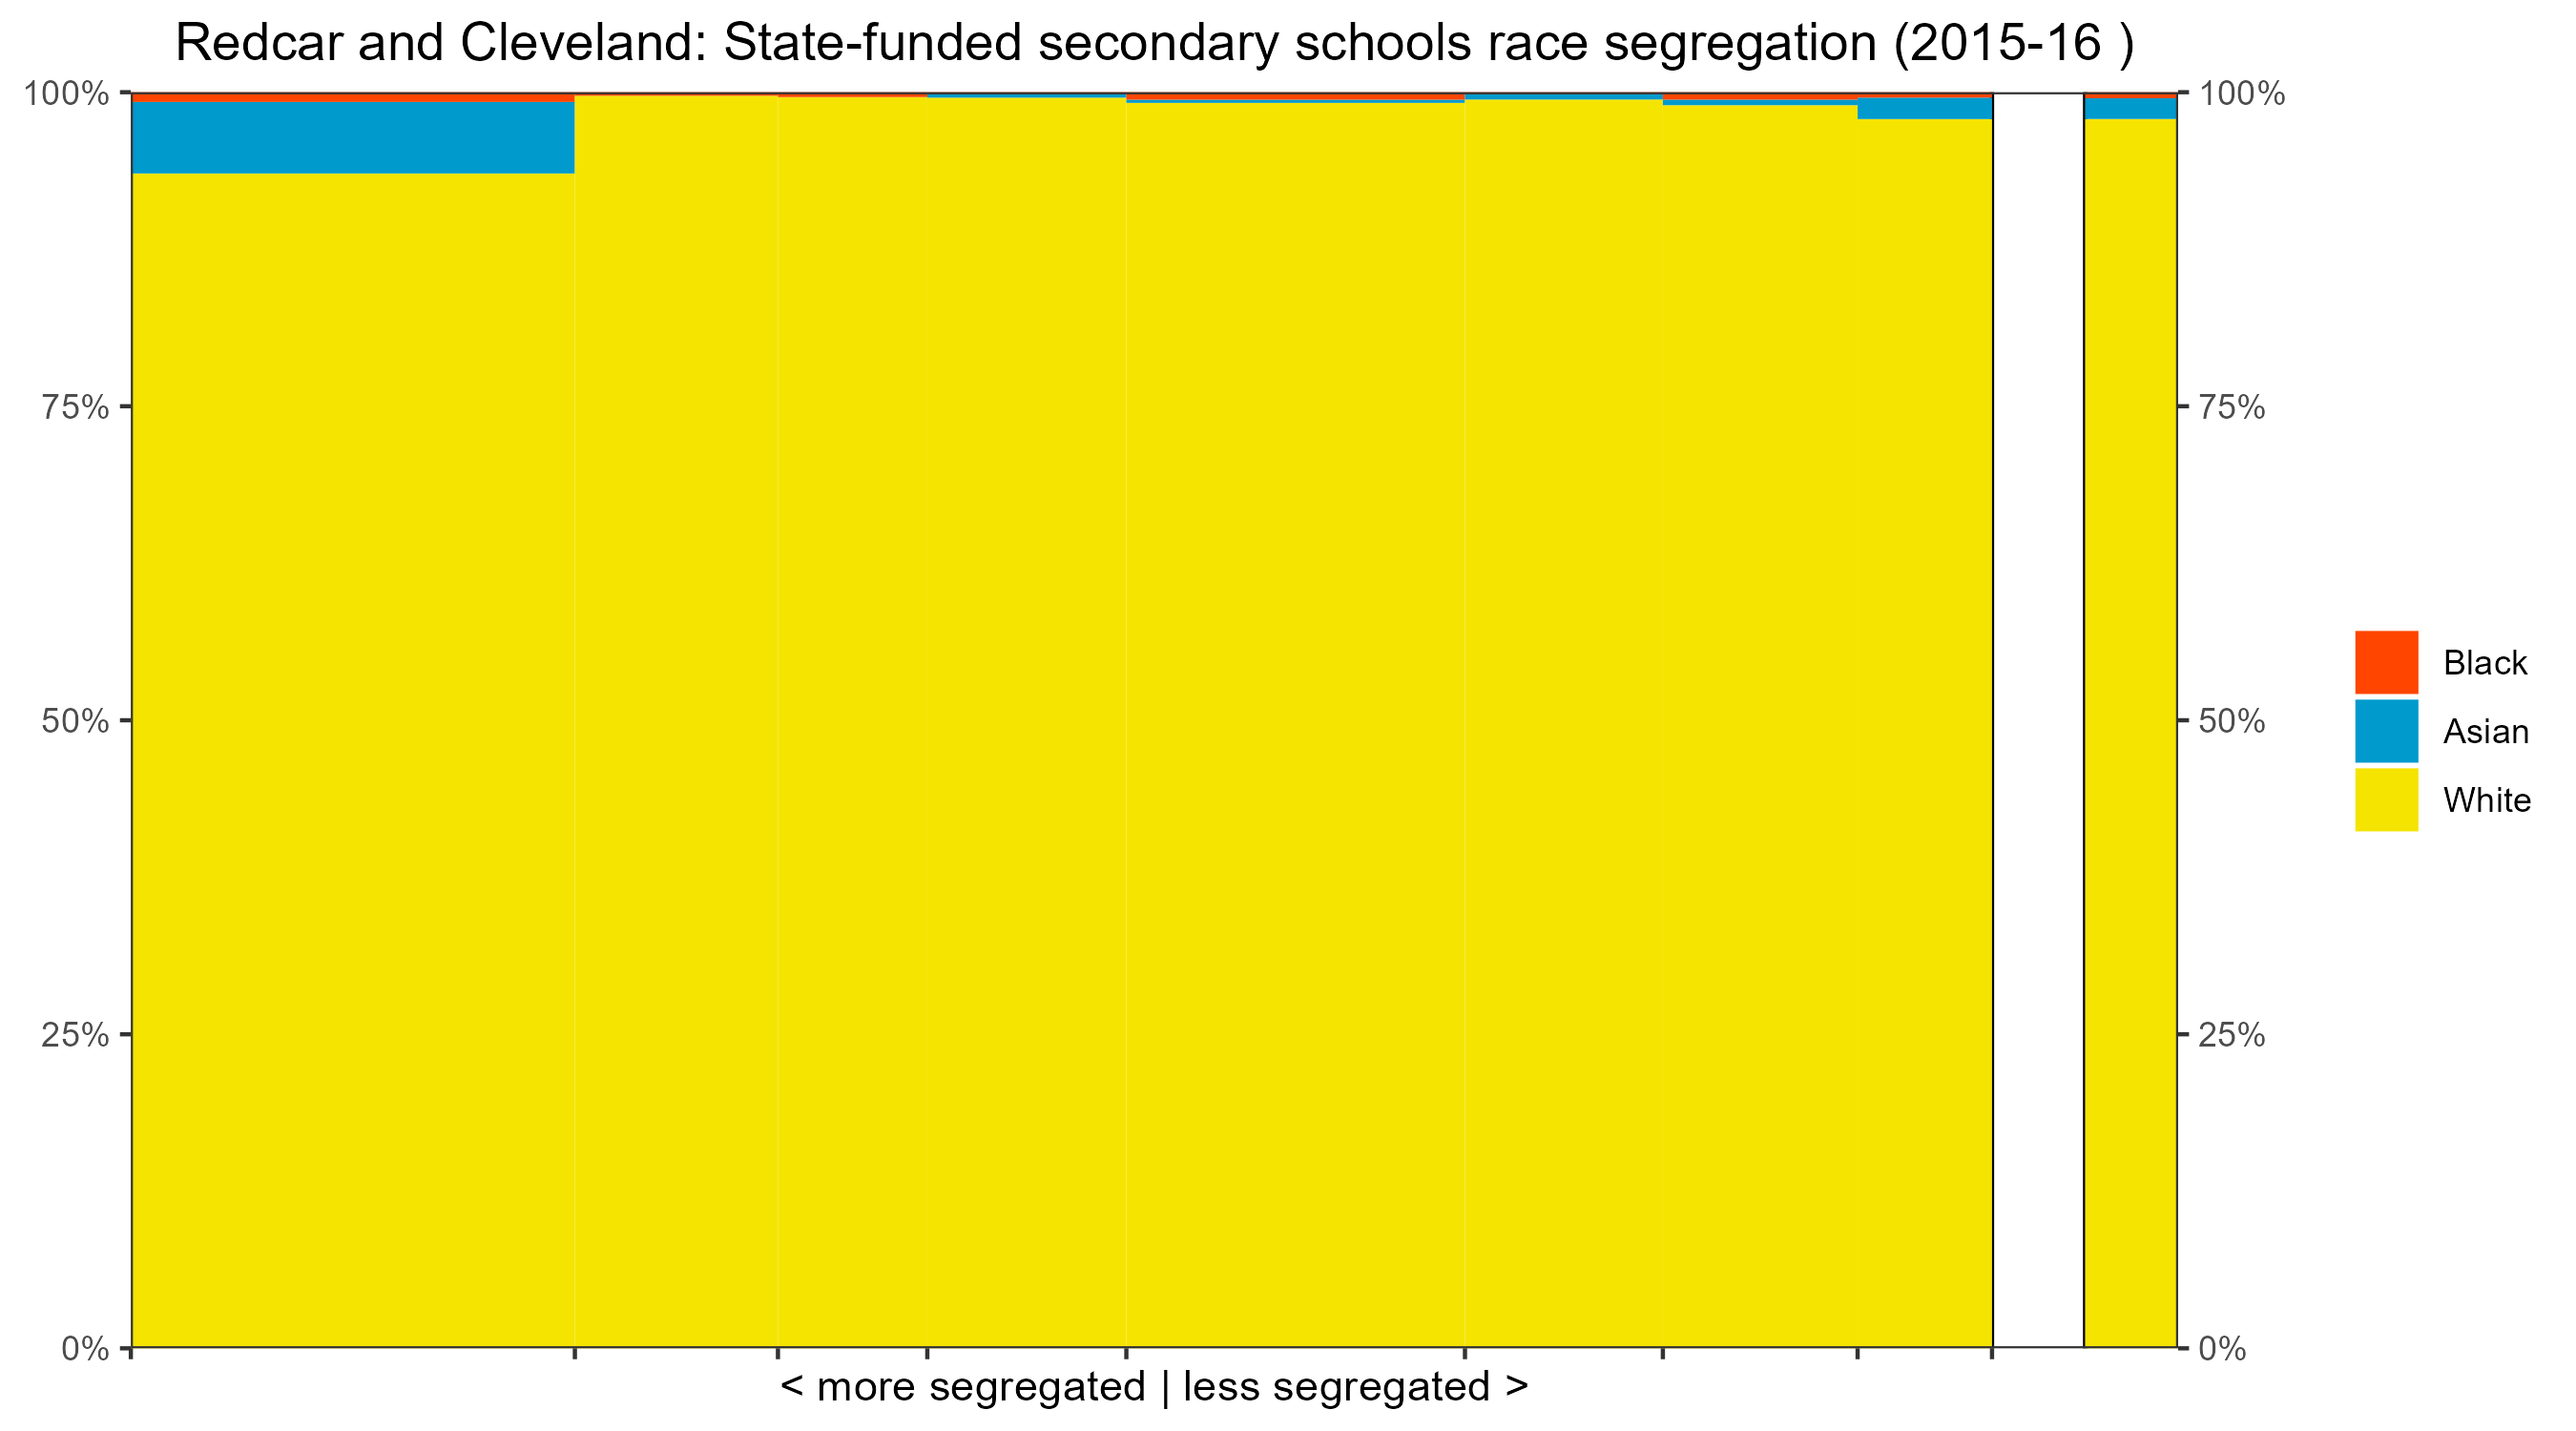 Redcar and Cleveland: State-funded secondary schools race segregation (2015-16 )
100%
75%
50%
25%
0%
100%
75%
50%
25%
0%
Black
Asian
White
< more segregated | less segregated >